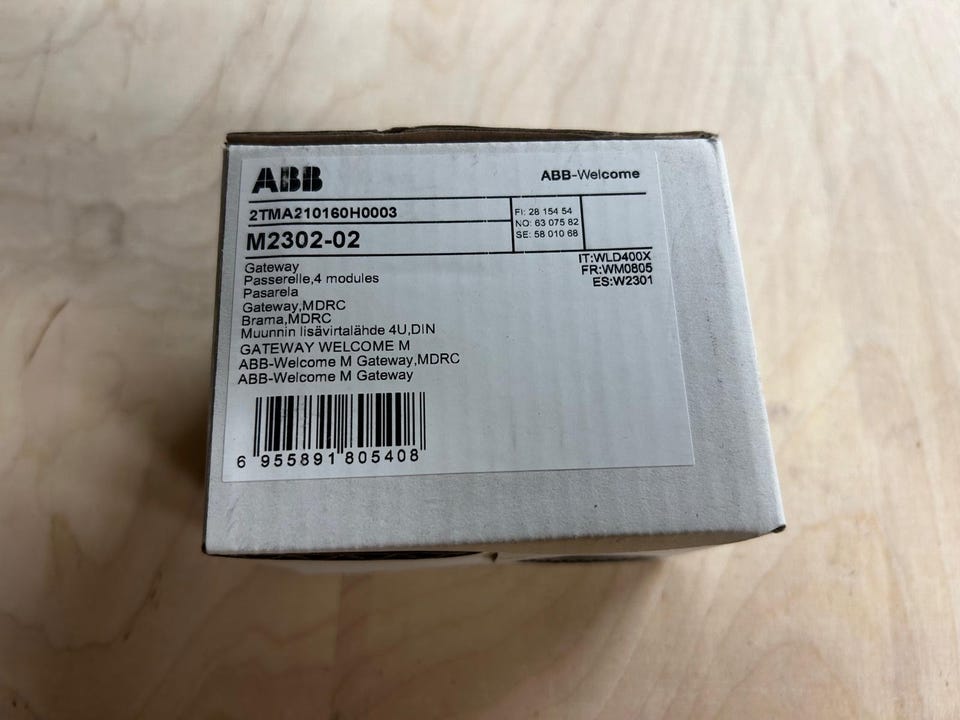 ABB
ABB-Welcome
2TMA210160H0003
M2302-02
FI: 28 154 54
NO: 63 075 82
SE: 58 010 68
IT:WLD400X
FR:WM0805
ES:W2301
Gateway
Passerelle,4 modules
Pasarela
Gateway,MDRC
Brama,MDRC
Muunnin lisävirtalähde 4U,DIN
GATEWAY WELCOME M
ABB-Welcome M Gateway,MDRC
ABB-Welcome M Gateway
6 955891 805408